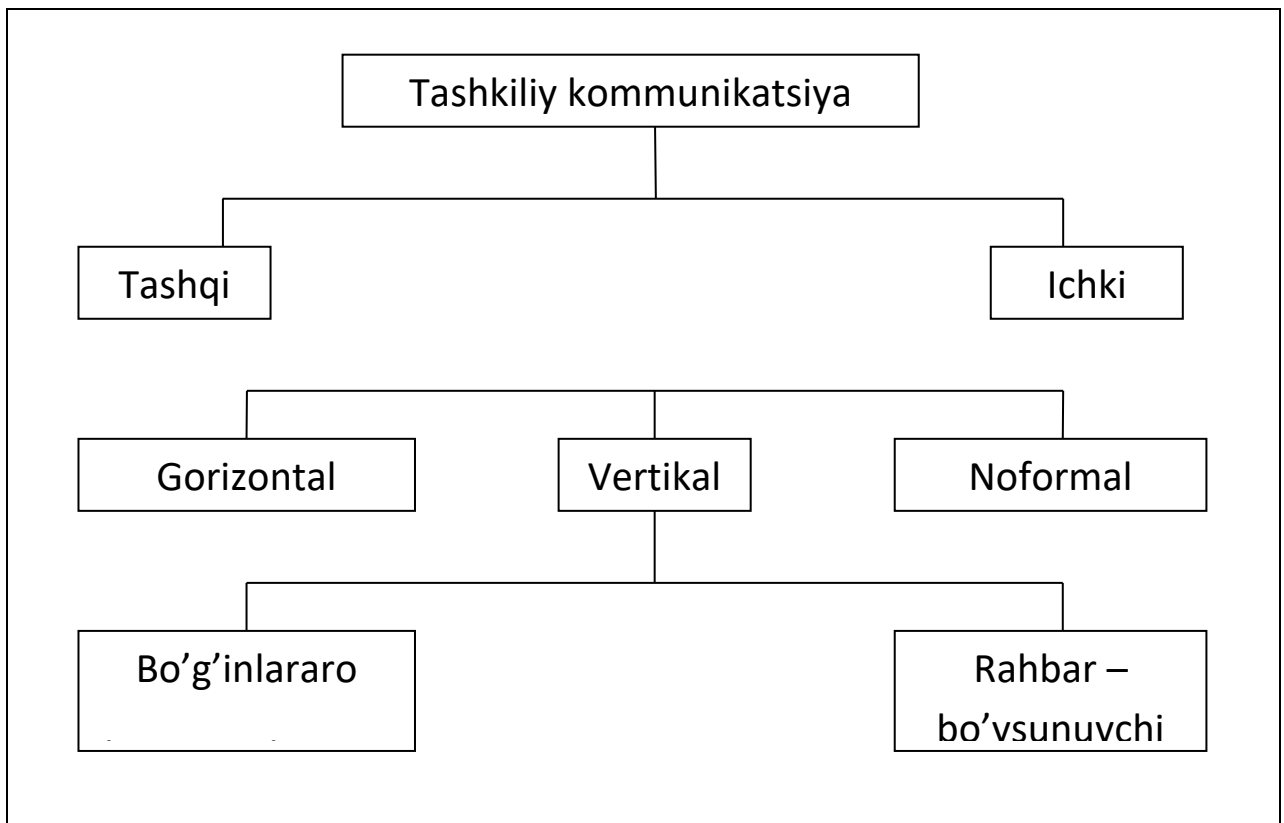 Tashkiliy kommunikatsiya
Tashqi
Ichki
Gorizontal
Vertikal
Noformal
Bo’g’inlararo
Rahbar –
bo’ysunuvchi